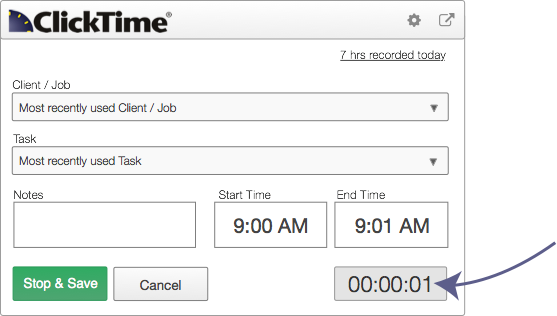 ClickTime®
7 hrs recorded today
Client / Job
Most recently used Client / Job
Task
Most recently used Task
Notes
Start Time
End Time
9:00 AM
9:01 AM
Stop & Save
Cancel
00:00:01